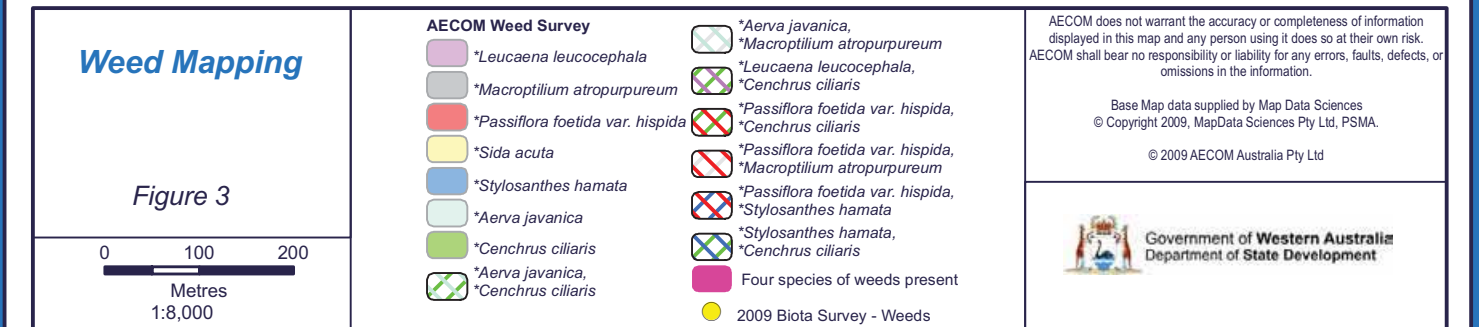 Weed Mapping
Figure 3
0 100 200
Metres
1:8,000
AECOM Weed Survey
*Leucaena leucocephala
*Macroptilium atropurpureum
*Passiflora foetida var. hispida
*Sida acuta
*Stylosanthes hamata
*Aerva javanica
*Cenchrus ciliaris
*Aerva javanica,
*Cenchrus ciliaris
*Aerva javanica,
*Macroptilium atropurpureum
*Leucaena leucocephala,
*Cenchrus ciliaris
*Passiflora foetida var. hispida,
*Cenchrus ciliaris
*Passiflora foetida var. hispida,
*Macroptilium atropurpureum
*Passiflora foetida var. hispida,
*Stylosanthes hamata
*Stylosanthes hamata,
*Cenchrus ciliaris
Four species of weeds present
2009 Biota Survey - Weeds
AECOM does not warrant the accuracy or completeness of information
displayed in this map and any person using it does so at their own risk.
AECOM shall bear no responsibility or liability for any errors, faults, defects, or
omissions in the information.
Base Map data supplied by Map Data Sciences
© Copyright 2009, MapData Sciences Pty Ltd, PSMA.
© 2009 AECOM Australia Pty Ltd
Government of Western Australia
Department of State Development